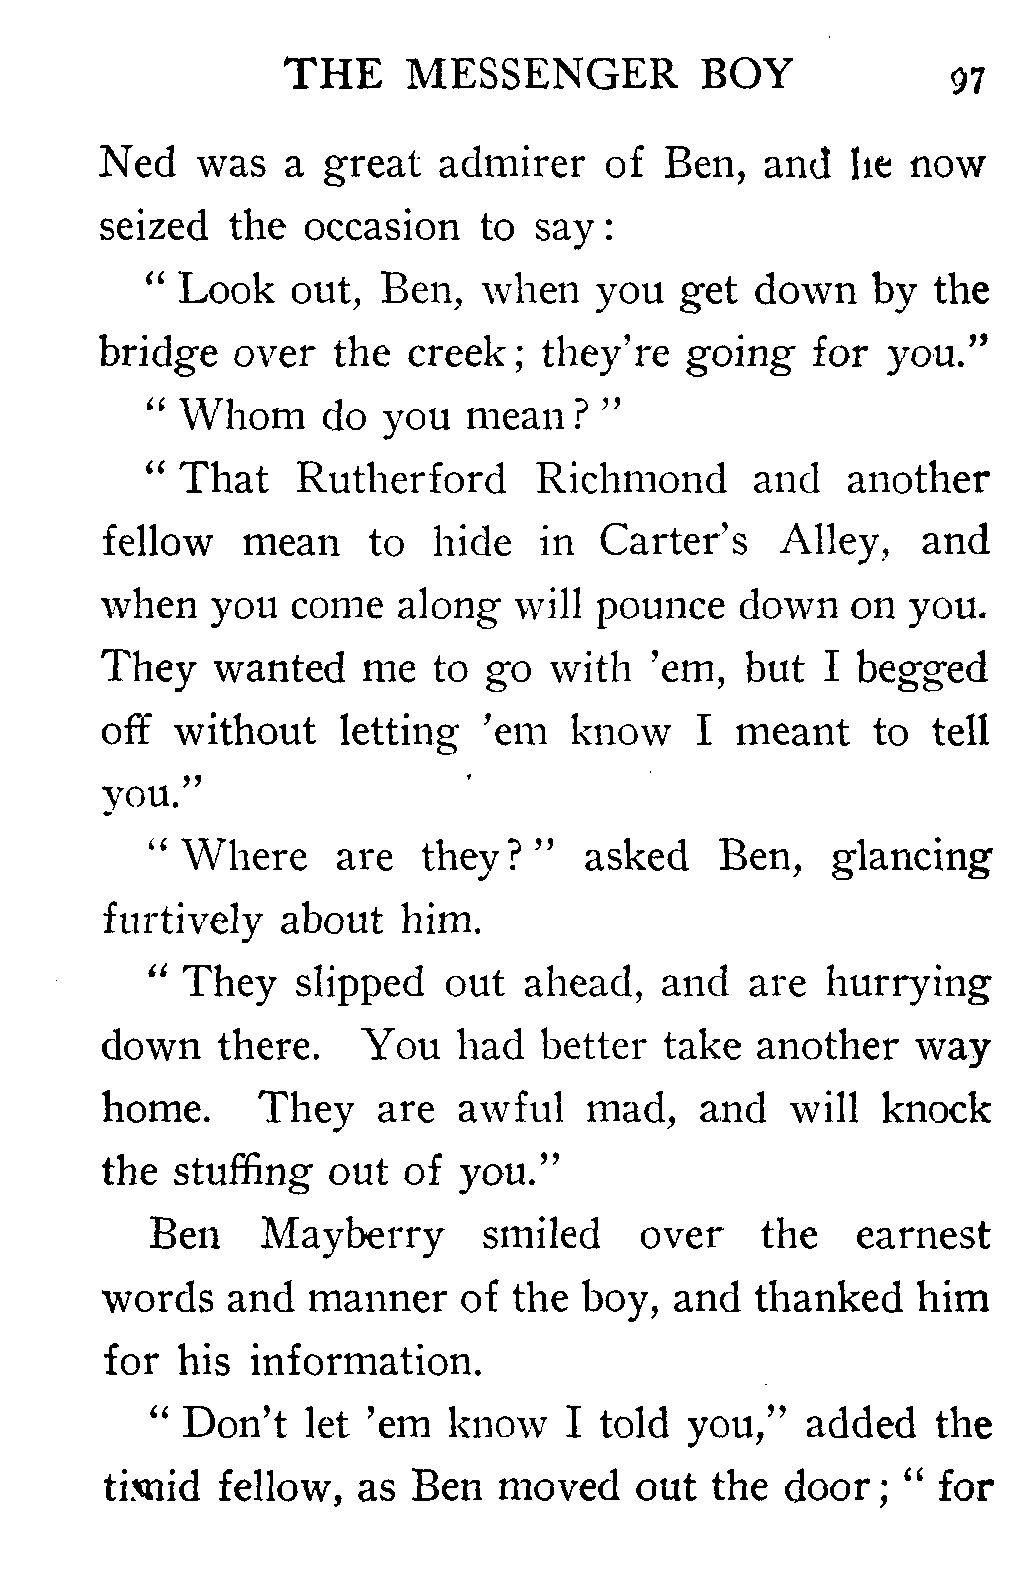 THE MESSENGER BOY 97
Ned was a great admirer of Ben, and he now
seized the occasion to say:
“Look out, Ben, when you get down by the
bridge over the creek; they’re going for you.”
“Whom do you mean?”
“That Rutherford Richmond and another
fellow mean to hide in Carter’s Alley, and
when you come along will pounce down on you.
They wanted me to go with ’em, but I begged
off without letting ’em know I meant to tell
you.”
“Where are they?” asked Ben, glancing
furtively about him.
“They slipped out ahead, and are hurrying
down there. You had better take another way
home. They are awful mad, and will knock
the stuffing out of you.”
Ben Mayberry smiled over the earnest
words and manner of the boy, and thanked him
for his information.
“Don’t let ’em know I told you,” added the
timid fellow, as Ben moved out the door; “for